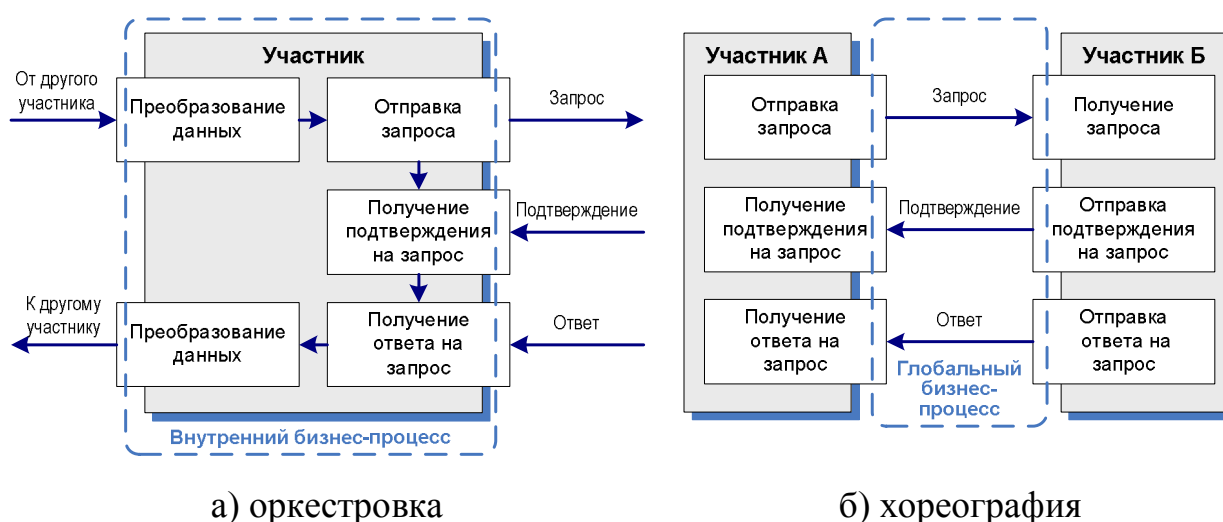 Участник
От другого
участника
Преобразование
данных
Отправка
запроса
Запрос
Получение
подтверждения
на запрос
Подтверждение
К другому
участнику
Преобразование
данных
Получение
ответа на
запрос
Ответ
Внутренний бизнес-процесс
а) оркестровка
Участник А
Участник Б
Отправка
запроса
Запрос
Получение
запроса
Получение
подтверждения
на запрос
Подтверждение
Отправка
подтверждения
на запрос
Получение
ответа на
запрос
Ответ
Отправка
ответа на
запрос
Глобальный
бизнес-
процесс
б) хореография